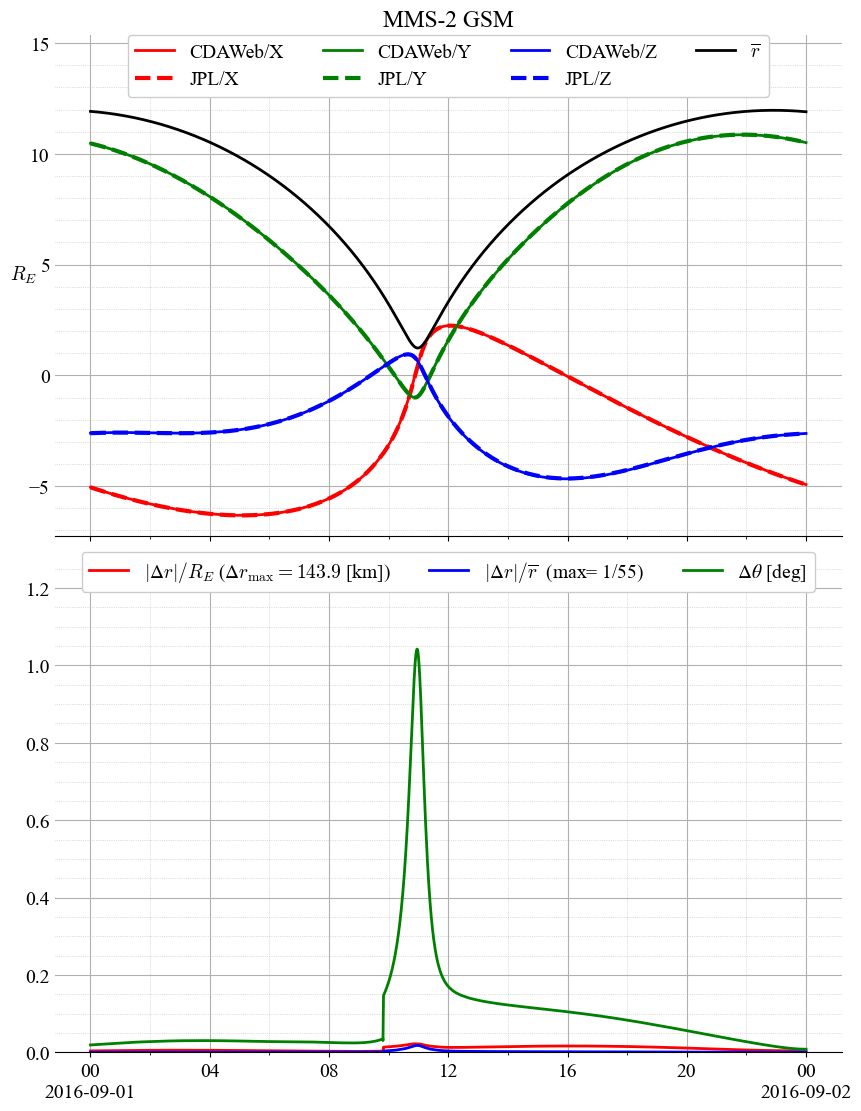 MMS-2 GSM
CDAWeb/X CDAWeb/Y CDAWeb/Z r̅
JPL/X JPL/Y JPL/Z
15
10
R_E
5
0
−5
|Δr|/R_E (Δr_max = 143.9 [km]) |Δr|/r̅ (max= 1/55) Δθ [deg]
1.2
1.0
0.8
0.6
0.4
0.2
0.0
00 04 08 12 16 20 00
2016-09-01 2016-09-02